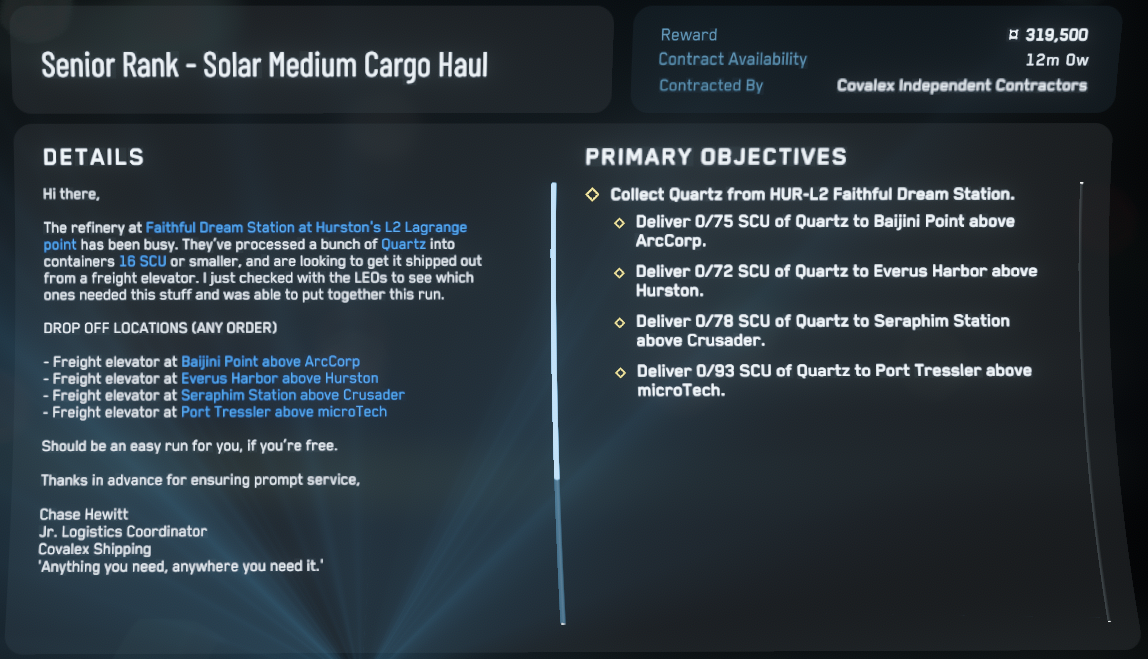 Senior Rank - Solar Medium Cargo Haul
Reward ¤ 319,500
Contract Availability 12m 0w
Contracted By Covalex Independent Contractors
DETAILS
Hi there,
The refinery at Faithful Dream Station at Hurston's L2 Lagrange
point has been busy. They've processed a bunch of Quartz into
containers 16 SCU or smaller, and are looking to get it shipped out
from a freight elevator. I just checked with the LEOs to see which
ones needed this stuff and was able to put together this run.
DROP OFF LOCATIONS (ANY ORDER)
- Freight elevator at Baijini Point above ArcCorp
- Freight elevator at Everus Harbor above Hurston
- Freight elevator at Seraphim Station above Crusader
- Freight elevator at Port Tressler above microTech
Should be an easy run for you, if you're free.
Thanks in advance for ensuring prompt service,
Chase Hewitt
Jr. Logistics Coordinator
Covalex Shipping
'Anything you need, anywhere you need it.'
PRIMARY OBJECTIVES
Collect Quartz from HUR-L2 Faithful Dream Station.
Deliver 0/75 SCU of Quartz to Baijini Point above
ArcCorp.
Deliver 0/72 SCU of Quartz to Everus Harbor above
Hurston.
Deliver 0/78 SCU of Quartz to Seraphim Station
above Crusader.
Deliver 0/93 SCU of Quartz to Port Tressler above
microTech.